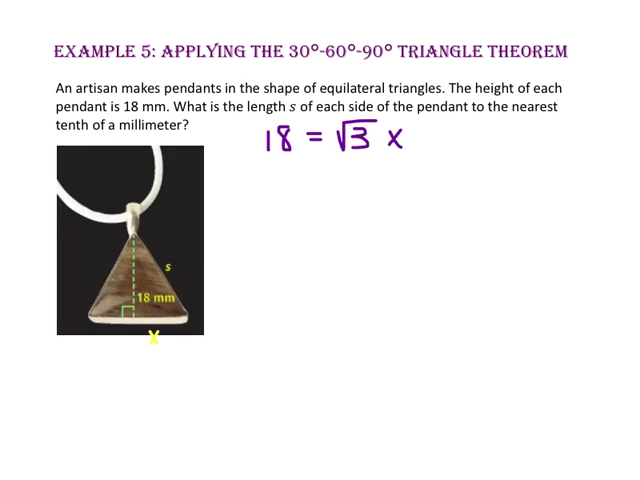 EXAMPLE 5: APPLYING THE 30°-60°-90° TRIANGLE THEOREM
An artisan makes pendants in the shape of equilateral triangles. The height of each
pendant is 18 mm. What is the length s of each side of the pendant to the nearest
tenth of a millimeter?
18 = √3 x
s
18 mm
x